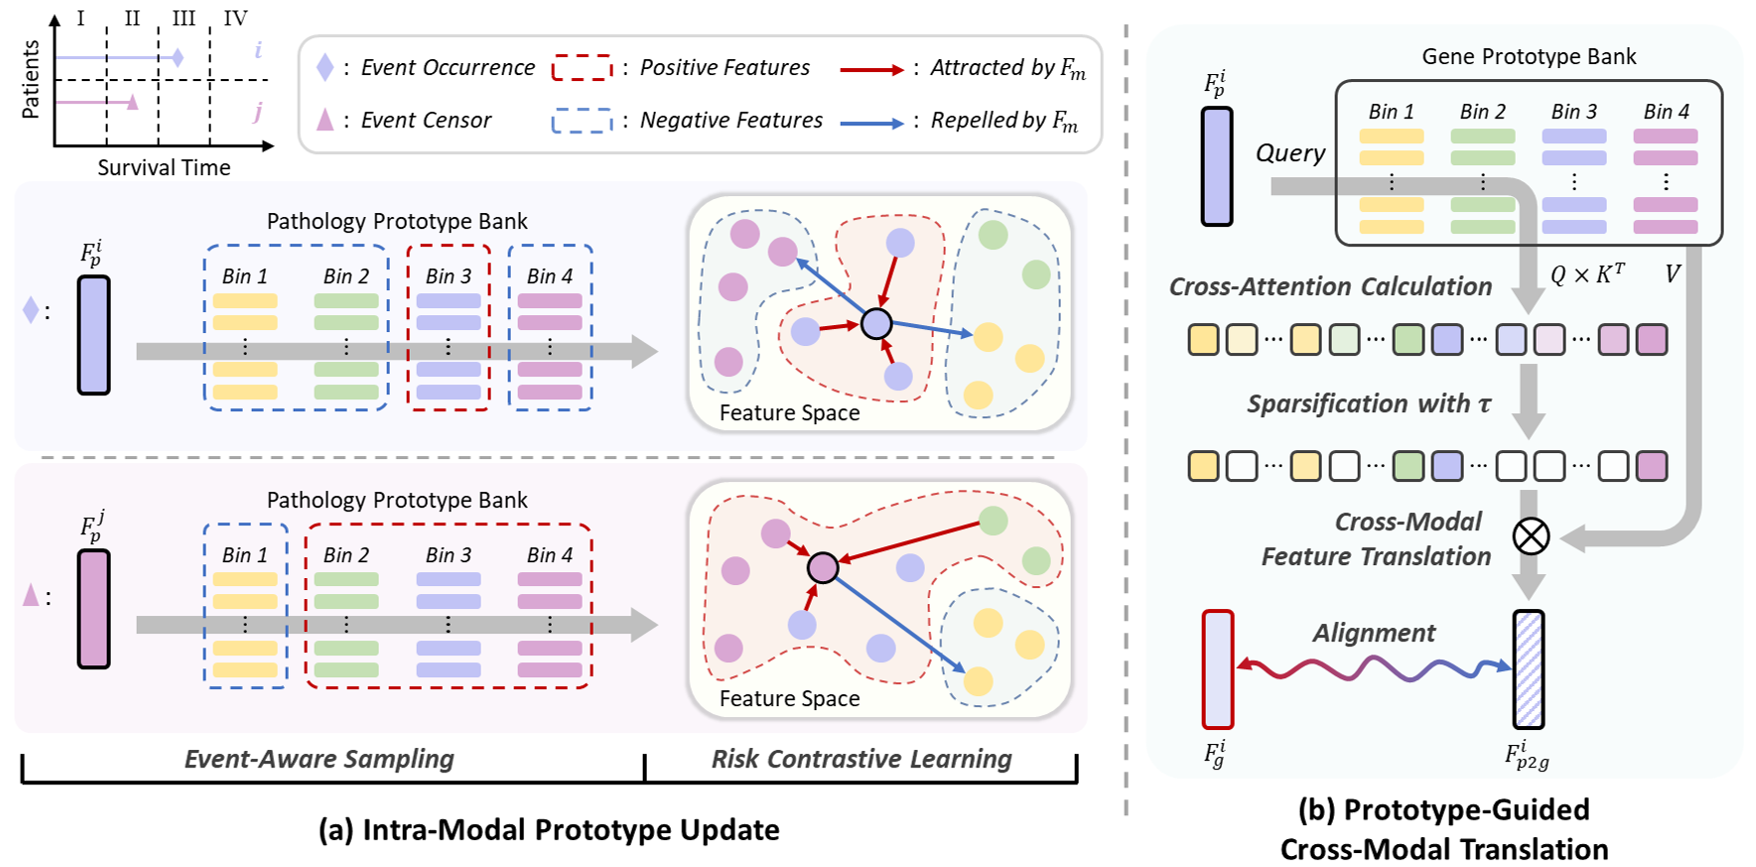 I II III IV
Patients
i
j
Survival Time
: Event Occurrence
: Positive Features
: Attracted by F_m
: Event Censor
: Negative Features
: Repelled by F_m
Pathology Prototype Bank
F_p^i
Bin 1 Bin 2 Bin 3 Bin 4
:
Feature Space
Pathology Prototype Bank
F_p^j
Bin 1 Bin 2 Bin 3 Bin 4
:
Feature Space
Event-Aware Sampling
Risk Contrastive Learning
(a) Intra-Modal Prototype Update
Gene Prototype Bank
F_p^i
Bin 1 Bin 2 Bin 3 Bin 4
Query
Q × K^T
V
Cross-Attention Calculation
... ... ... ...
Sparsification with τ
... ... ... ...
Cross-Modal
Feature Translation
Alignment
F_g^i
F_{p2g}^i
(b) Prototype-Guided
Cross-Modal Translation